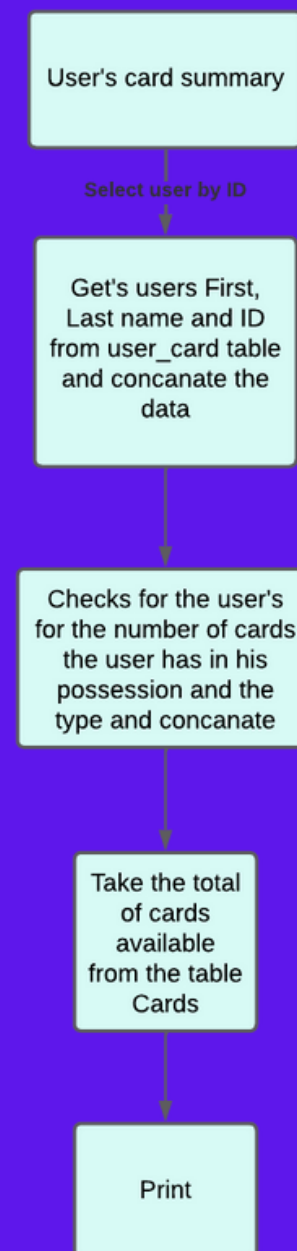 User's card summary
Select user by ID
Get's users First,
Last name and ID
from user_card table
and concanate the
data
Checks for the user's
for the number of cards
the user has in his
possession and the
type and concanate
Take the total
of cards
available
from the table
Cards
Print